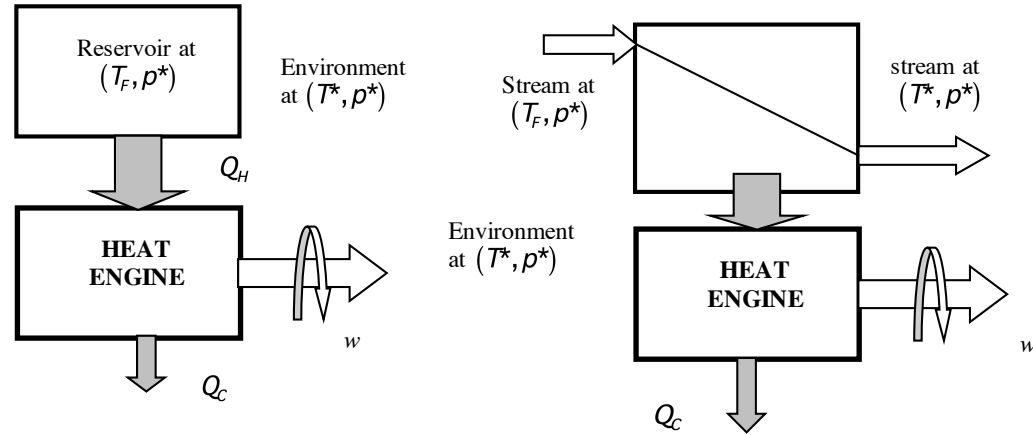 Reservoir at
(T_F, p*)
Environment
at (T*, p*)
Q_H
HEAT
ENGINE
w
Q_C
Stream at
(T_F, p*)
stream at
(T*, p*)
Environment
at (T*, p*)
HEAT
ENGINE
w
Q_C